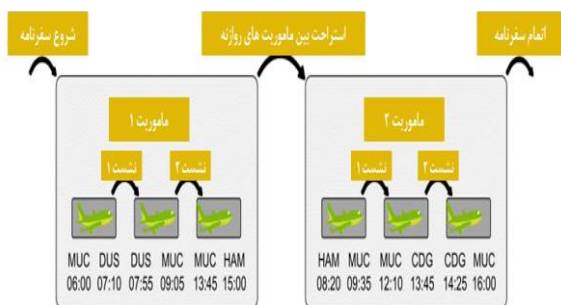 شروع سفرنامه
استراحت بین ماموریت های روازنه
اتمام سفرنامه
ماموریت ۱
نشست ۱
نشست ۲
MUC DUS DUS MUC MUC HAM
06:00 07:10 07:55 09:05 13:45 15:00
ماموریت ۲
نشست ۱
نشست ۲
HAM MUC MUC CDG CDG MUC
08:20 09:35 12:10 13:45 14:25 16:00